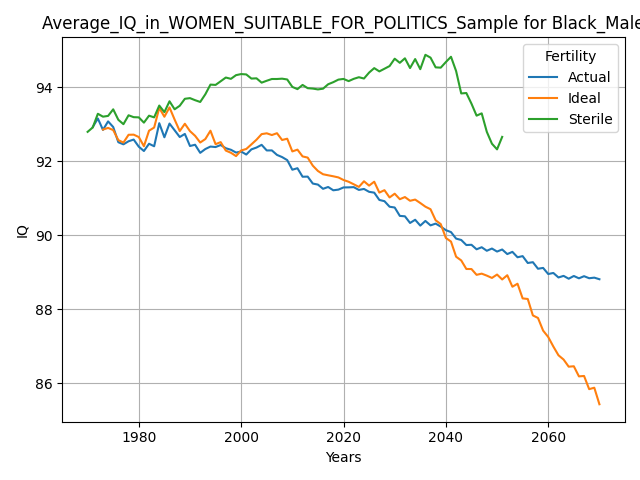 Average_IQ_in_WOMEN_SUITABLE_FOR_POLITICS_Sample for Black_Male
Fertility
Actual
Ideal
Sterile
94
92
90
88
86
IQ
1980
2000
2020
2040
2060
Years